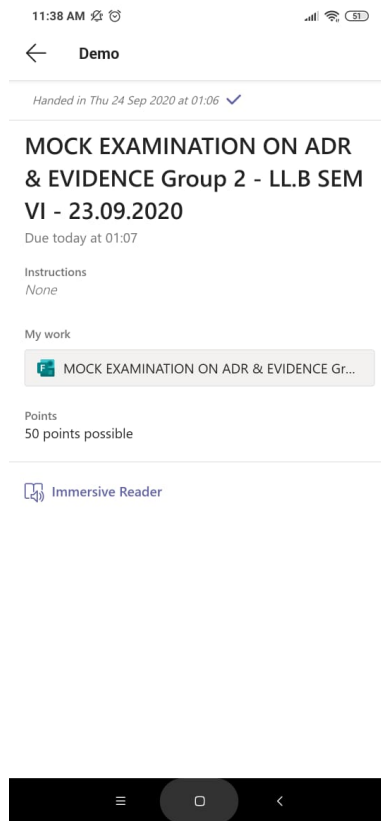 11:38 AM
51
Demo
Handed in Thu 24 Sep 2020 at 01:06
MOCK EXAMINATION ON ADR
& EVIDENCE Group 2 - LL.B SEM
VI - 23.09.2020
Due today at 01:07
Instructions
None
My work
MOCK EXAMINATION ON ADR & EVIDENCE Gr...
Points
50 points possible
Immersive Reader